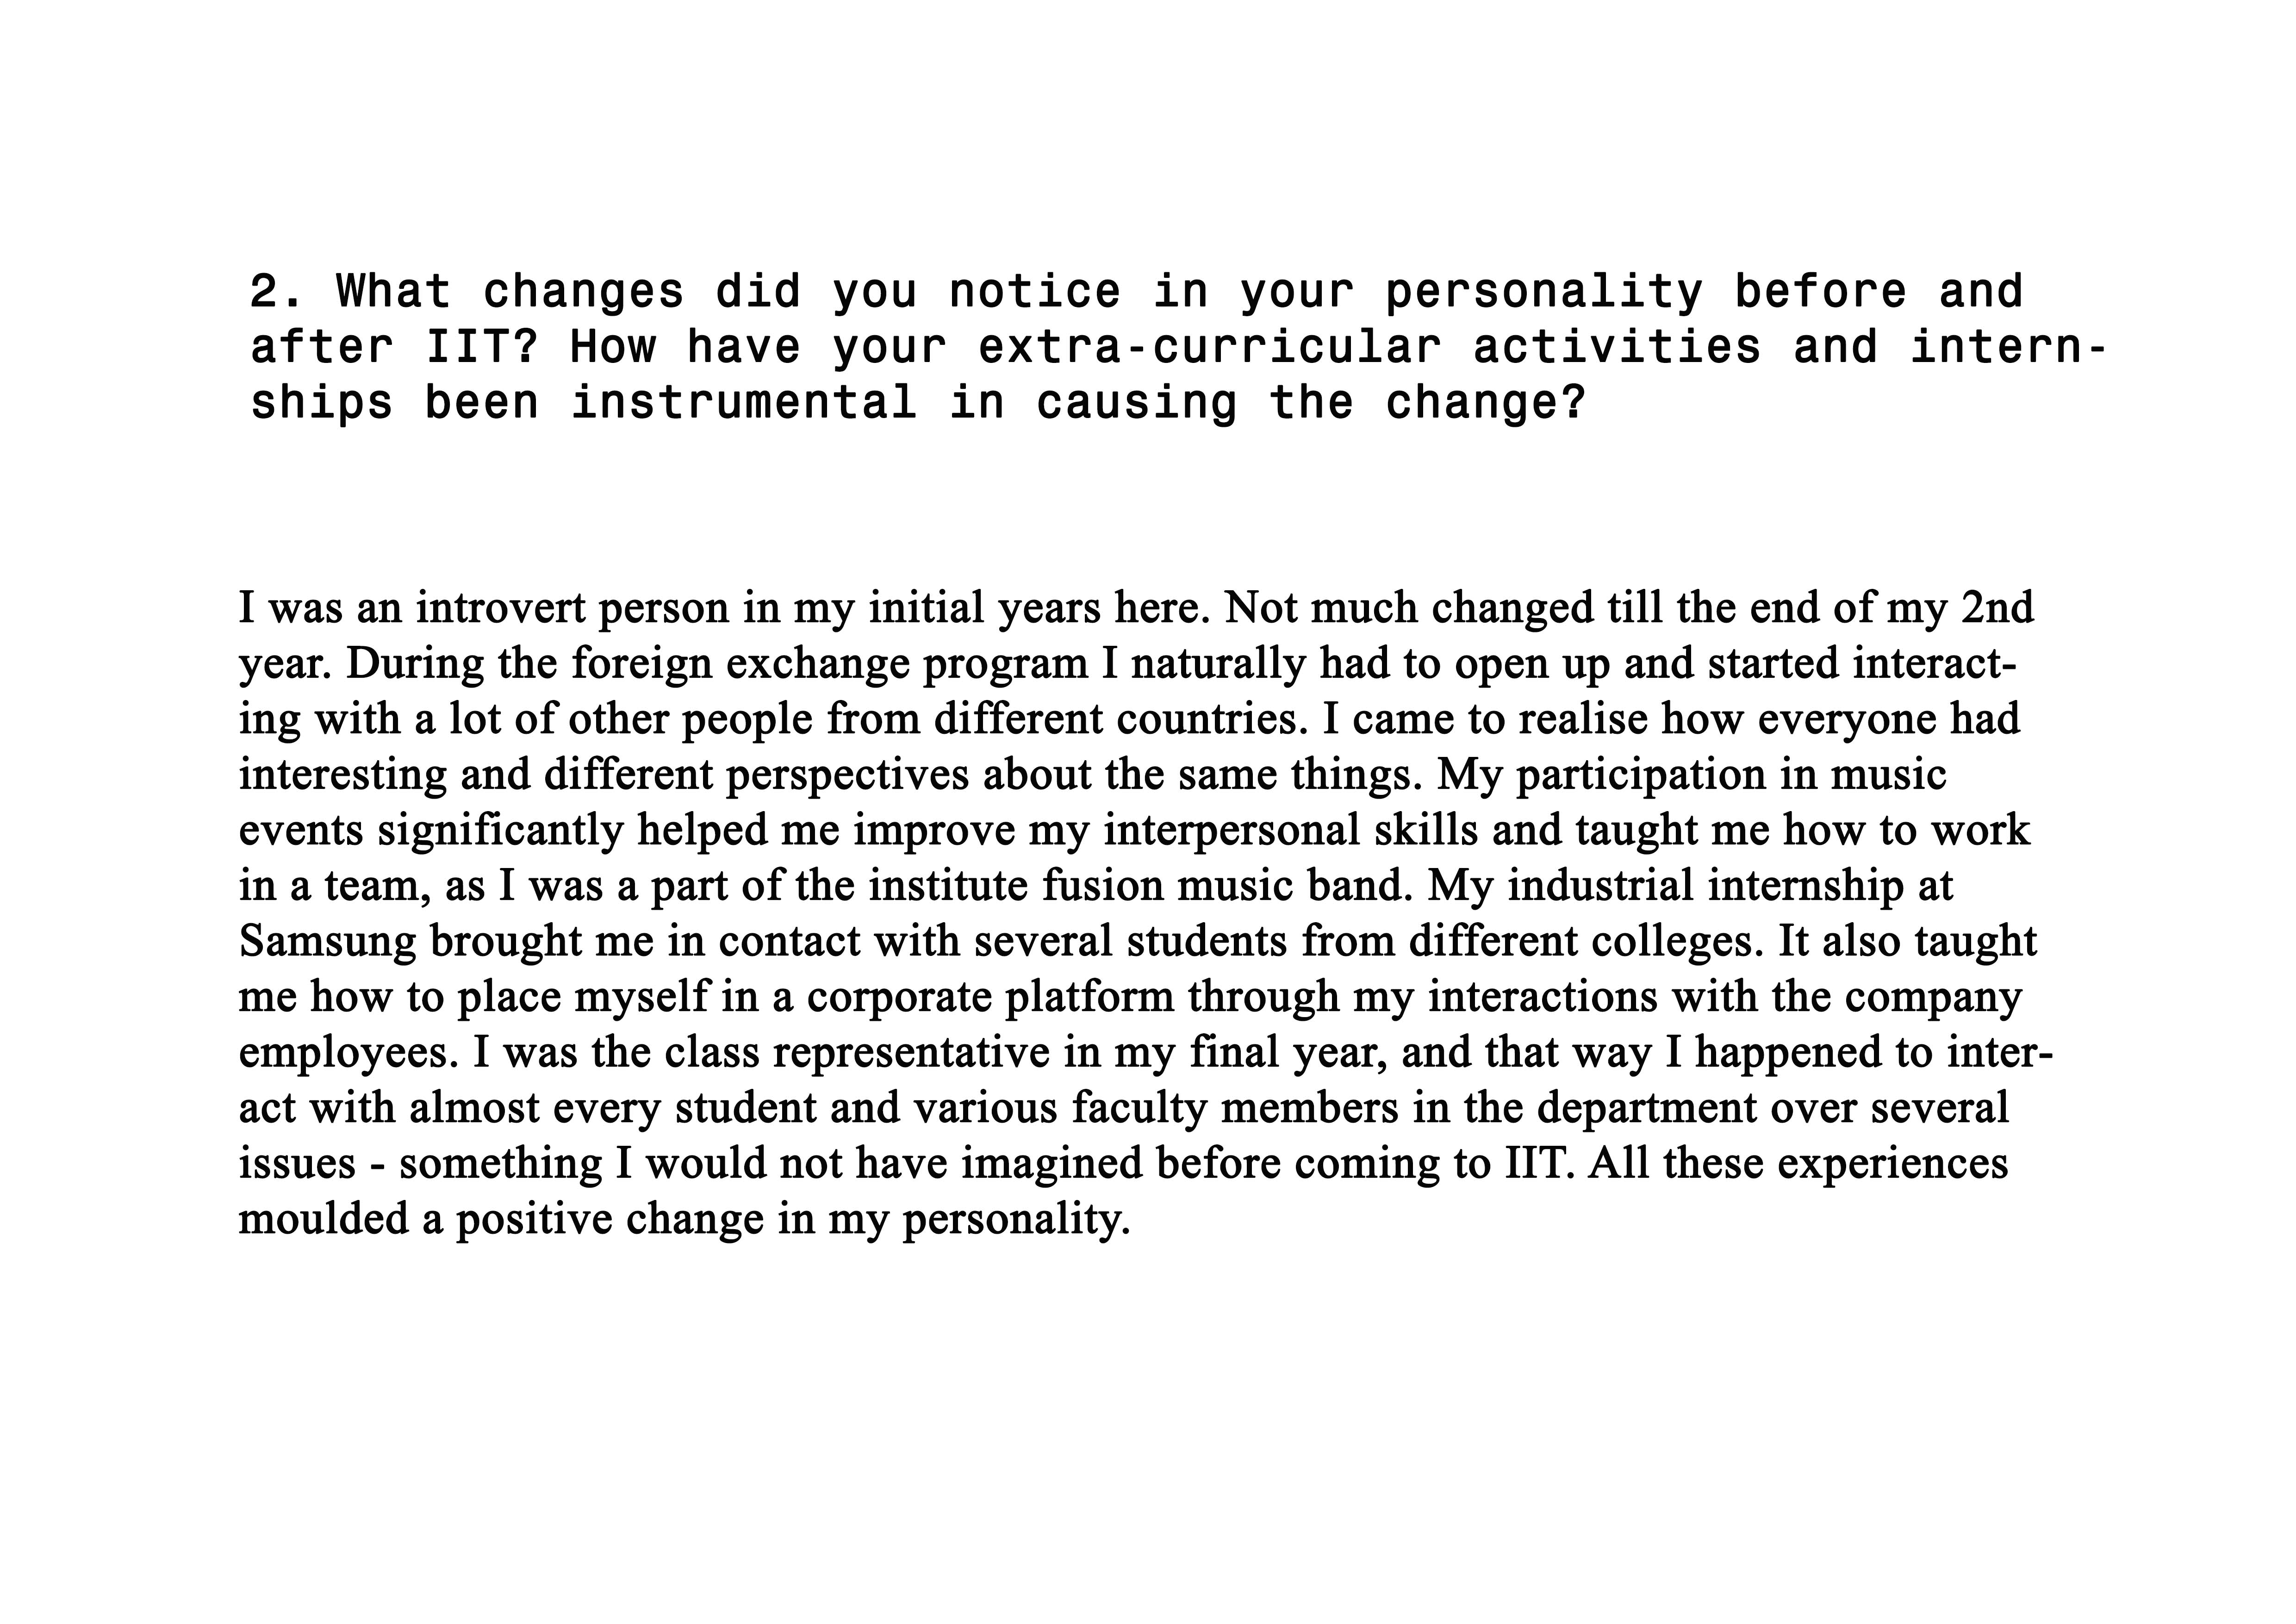 2. What changes did you notice in your personality before and
after IIT? How have your extra-curricular activities and intern-
ships been instrumental in causing the change?
I was an introvert person in my initial years here. Not much changed till the end of my 2nd
year. During the foreign exchange program I naturally had to open up and started interact-
ing with a lot of other people from different countries. I came to realise how everyone had
interesting and different perspectives about the same things. My participation in music
events significantly helped me improve my interpersonal skills and taught me how to work
in a team, as I was a part of the institute fusion music band. My industrial internship at
Samsung brought me in contact with several students from different colleges. It also taught
me how to place myself in a corporate platform through my interactions with the company
employees. I was the class representative in my final year, and that way I happened to inter-
act with almost every student and various faculty members in the department over several
issues - something I would not have imagined before coming to IIT. All these experiences
moulded a positive change in my personality.